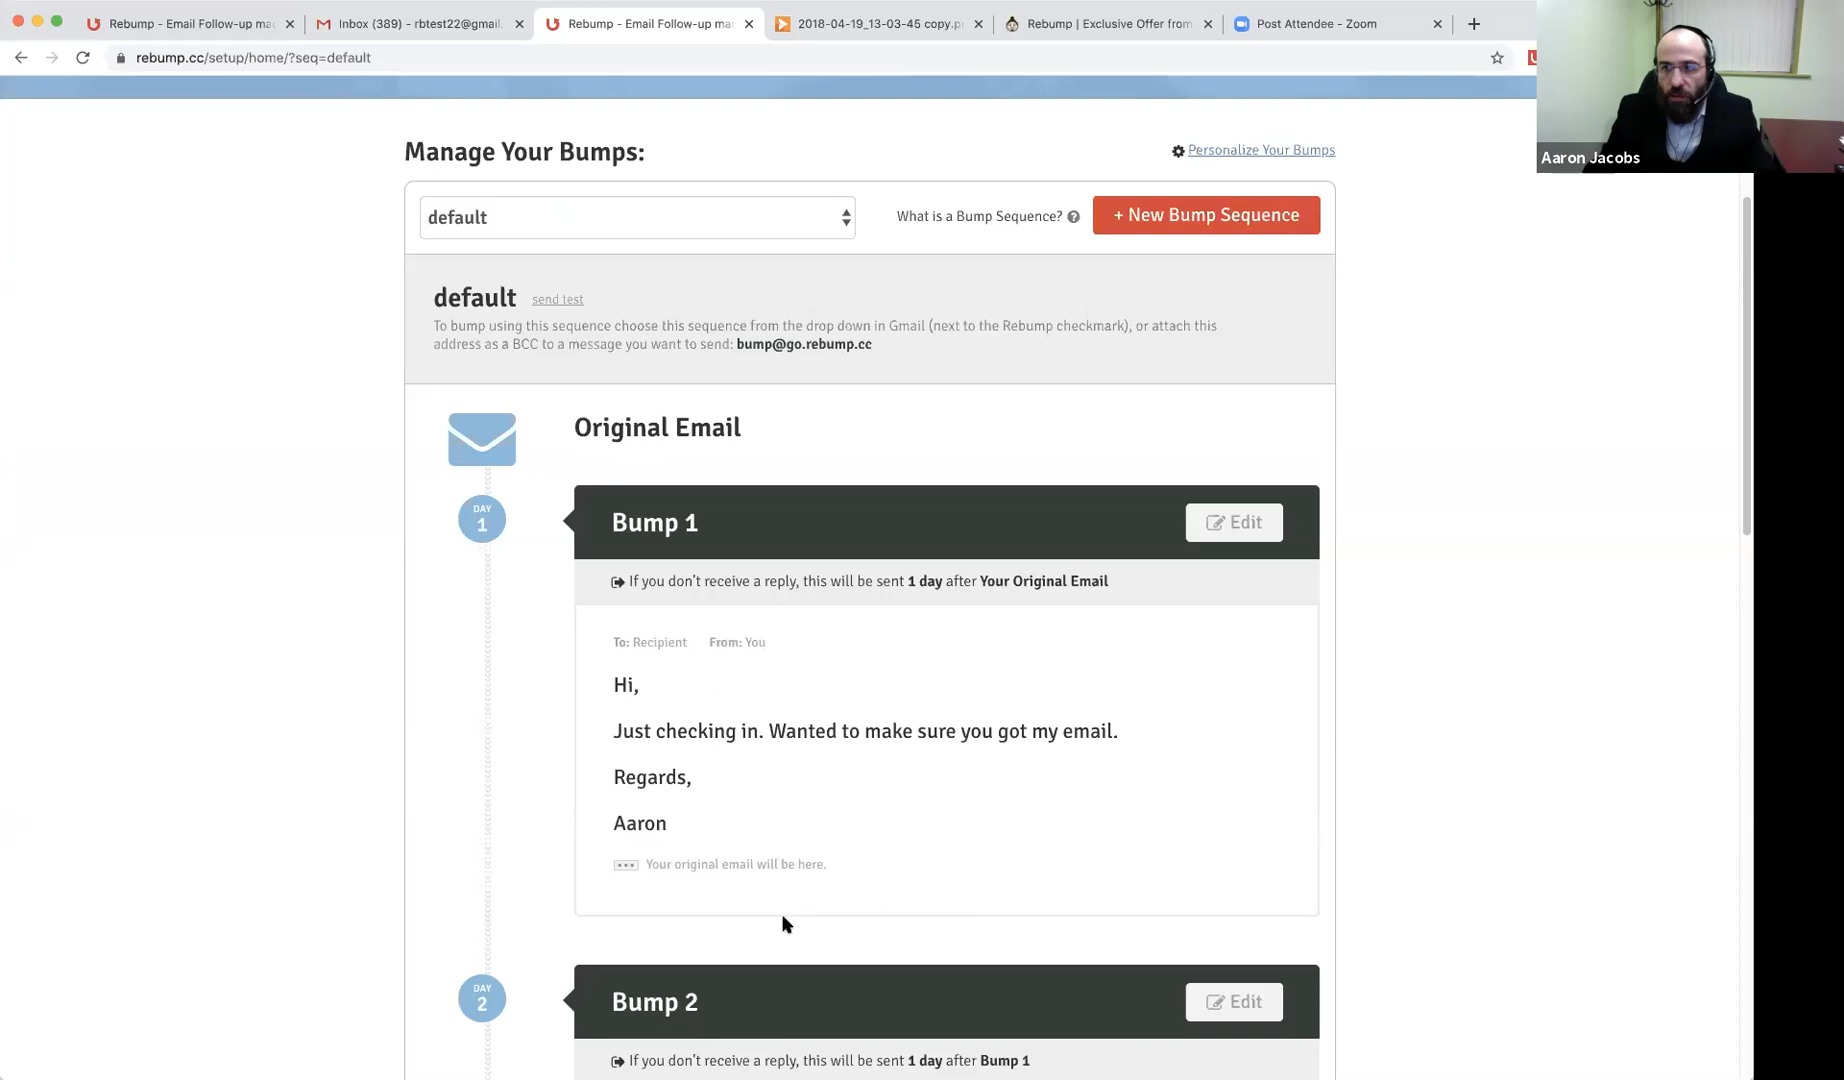 Rebump - Email Follow-up mac
Inbox (389) - rbtest22@gmail.
Rebump - Email Follow-up mac
2018-04-19_13-03-45 copy.p
Rebump | Exclusive Offer from
Post Attendee - Zoom
rebump.cc/setup/home/?seq=default
Aaron Jacobs
Manage Your Bumps:
Personalize Your Bumps
default
What is a Bump Sequence?
+ New Bump Sequence
default send test
To bump using this sequence choose this sequence from the drop down in Gmail (next to the Rebump checkmark), or attach this
address as a BCC to a message you want to send: bump@go.rebump.cc
Original Email
DAY
1
Bump 1
Edit
If you don't receive a reply, this will be sent 1 day after Your Original Email
To: Recipient From: You
Hi,
Just checking in. Wanted to make sure you got my email.
Regards,
Aaron
Your original email will be here.
DAY
2
Bump 2
Edit
If you don't receive a reply, this will be sent 1 day after Bump 1